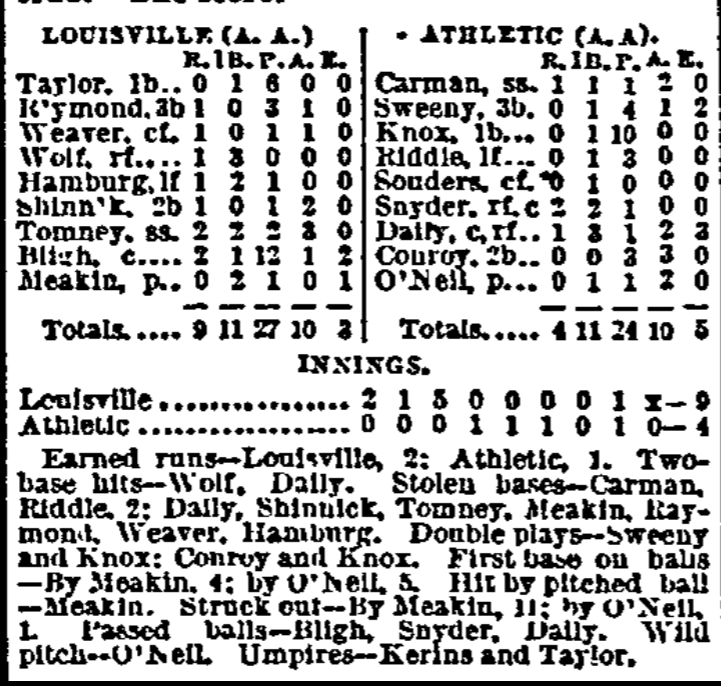 LOUISVILLE (A. A.)
R. 1B. P. A. E.
Taylor, 1b.. 0 1 6 0 0
R'ymond, 3b 1 0 3 1 0
Weaver, cf. 1 0 1 1 0
Wolf, rf.... 1 3 0 0 0
Hamburg, lf 1 2 1 0 0
Shinn'k, 2b 1 0 1 2 0
Tomney, ss. 2 2 2 3 0
Bligh, c.... 2 1 12 1 2
Meakin, p.. 0 2 1 0 1
Totals.... 9 11 27 10 3
ATHLETIC (A. A).
R. 1B. P. A. E.
Carman, ss. 1 1 1 2 0
Sweeny, 3b. 0 1 4 1 2
Knox, 1b... 0 1 10 0 0
Riddle, lf... 0 1 3 0 0
Souders, cf. 0 1 0 0 0
Snyder, rf. c 2 2 1 0 0
Daily, c, rf.. 1 3 1 2 3
Conroy, 2b.. 0 0 3 3 0
O'Neil, p... 0 1 1 2 0
Totals..... 4 11 24 10 5
INNINGS.
Louisville................ 2 1 5 0 0 0 0 1 x—9
Athletic.................. 0 0 0 1 1 1 0 1 0—4
Earned runs—Louisville, 2; Athletic, 1. Two-
base hits—Wolf, Daily. Stolen bases—Carman,
Riddle, 2; Daily, Shinnick, Tomney, Meakin, Ray-
mond, Weaver, Hamburg. Double plays—Sweeny
and Knox; Conroy and Knox. First base on balls
—By Meakin, 4; by O'Neil, 5. Hit by pitched ball
—Meakin. Struck out—By Meakin, 11; by O'Neil,
1. Passed balls—Bligh, Snyder, Daily. Wild
pitch—O'Neil. Umpires—Kerins and Taylor.